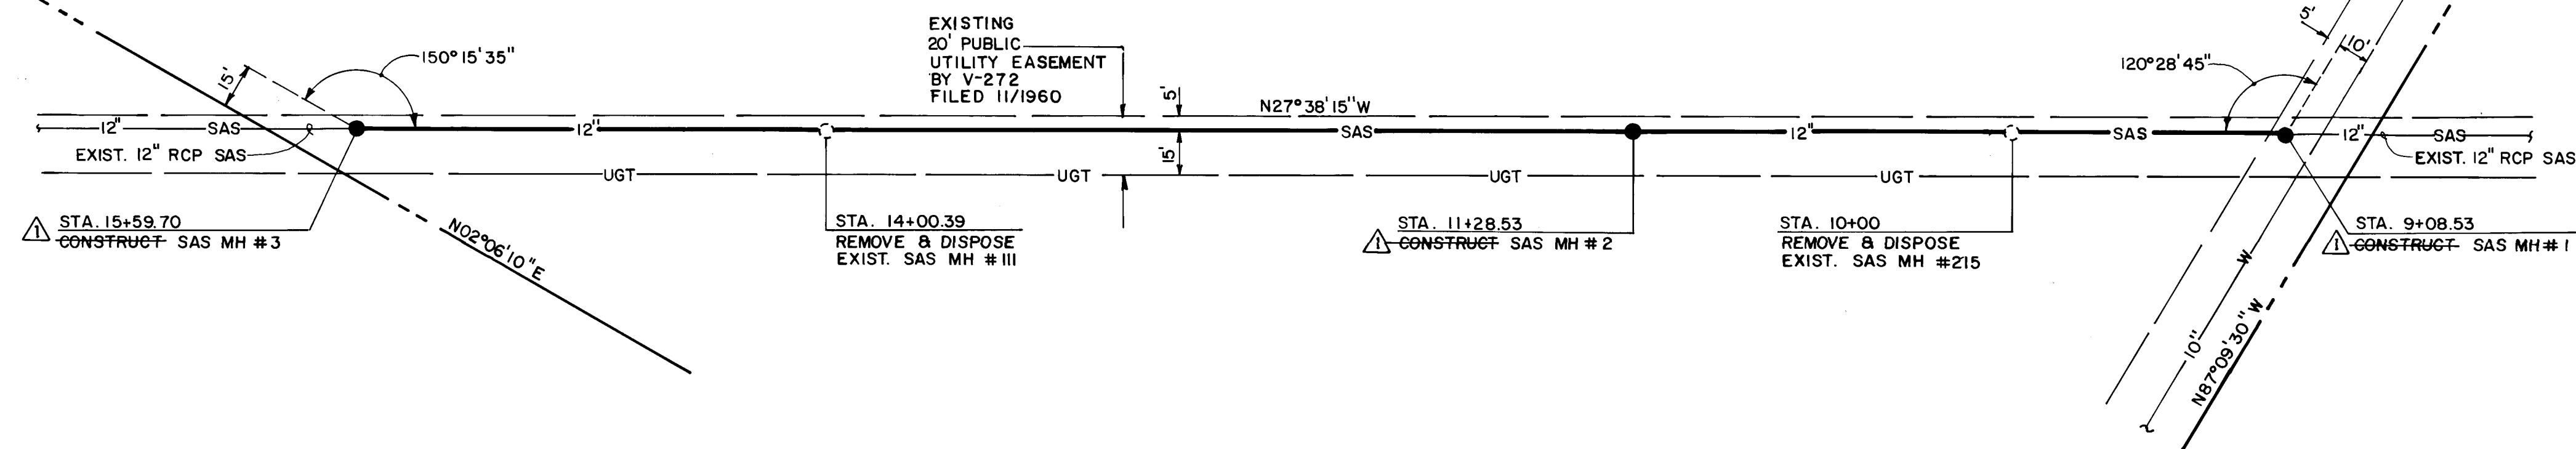 15'
150°15'35"
EXISTING
20' PUBLIC
UTILITY EASEMENT
BY V-272
FILED 11/1960
5'
N27°38'15"W
120°28'45"
5'
10'
12" SAS 12" SAS 12" SAS 12" SAS
EXIST. 12" RCP SAS
15'
EXIST. 12" RCP SAS
UGT UGT UGT UGT
1
STA. 15+59.70
CONSTRUCT SAS MH #3
N02°06'10"E
STA. 14+00.39
REMOVE & DISPOSE
EXIST. SAS MH #111
1
STA. 11+28.53
CONSTRUCT SAS MH #2
STA. 10+00
REMOVE & DISPOSE
EXIST. SAS MH #215
1
STA. 9+08.53
CONSTRUCT SAS MH #1
W
10"
N87°09'30"W